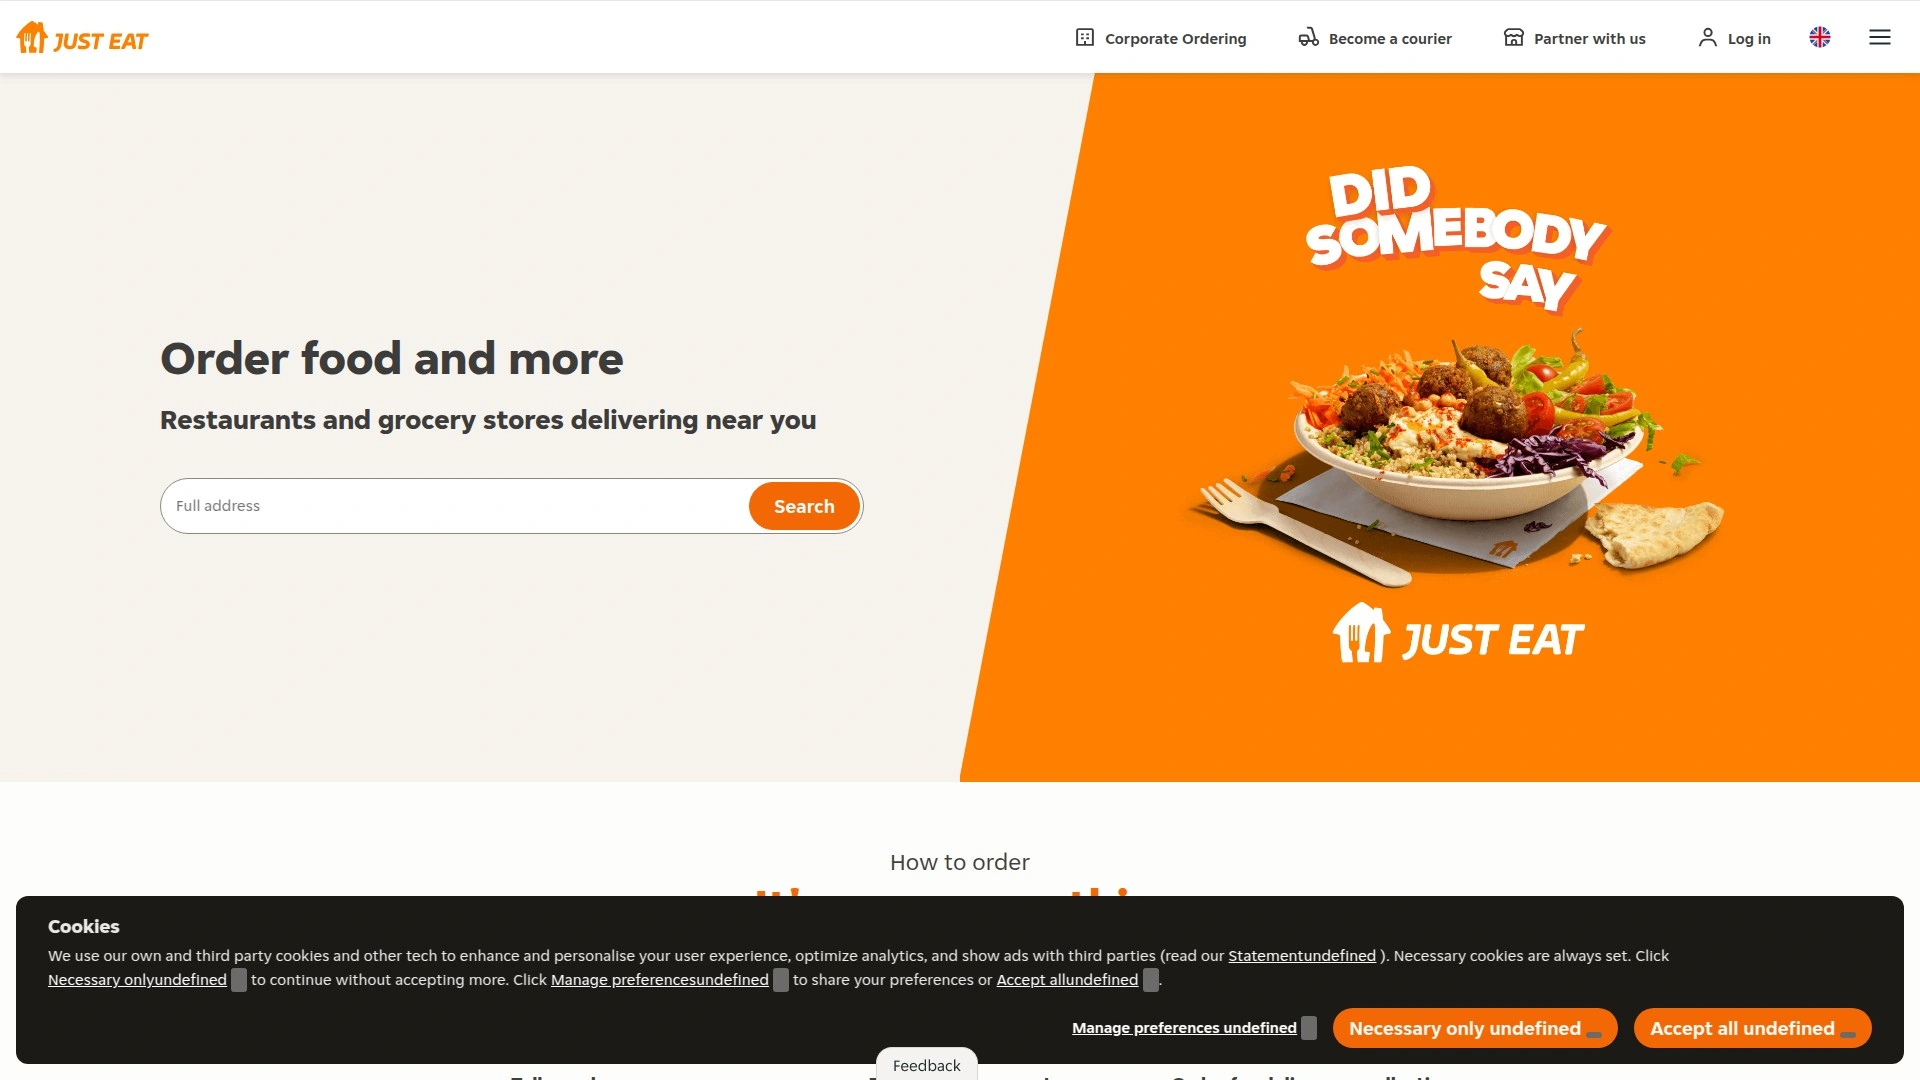 JUST EAT
Corporate Ordering
Become a courier
Partner with us
Log in
DID
SOMEBODY
SAY
Order food and more
Restaurants and grocery stores delivering near you
Full address
Search
JUST EAT
How to order
Cookies
We use our own and third party cookies and other tech to enhance and personalise your user experience, optimize analytics, and show ads with third parties (read our Statementundefined ). Necessary cookies are always set. Click
Necessary onlyundefined to continue without accepting more. Click Manage preferencesundefined to share your preferences or Accept allundefined .
Manage preferences undefined
Necessary only undefined
Accept all undefined
Feedback